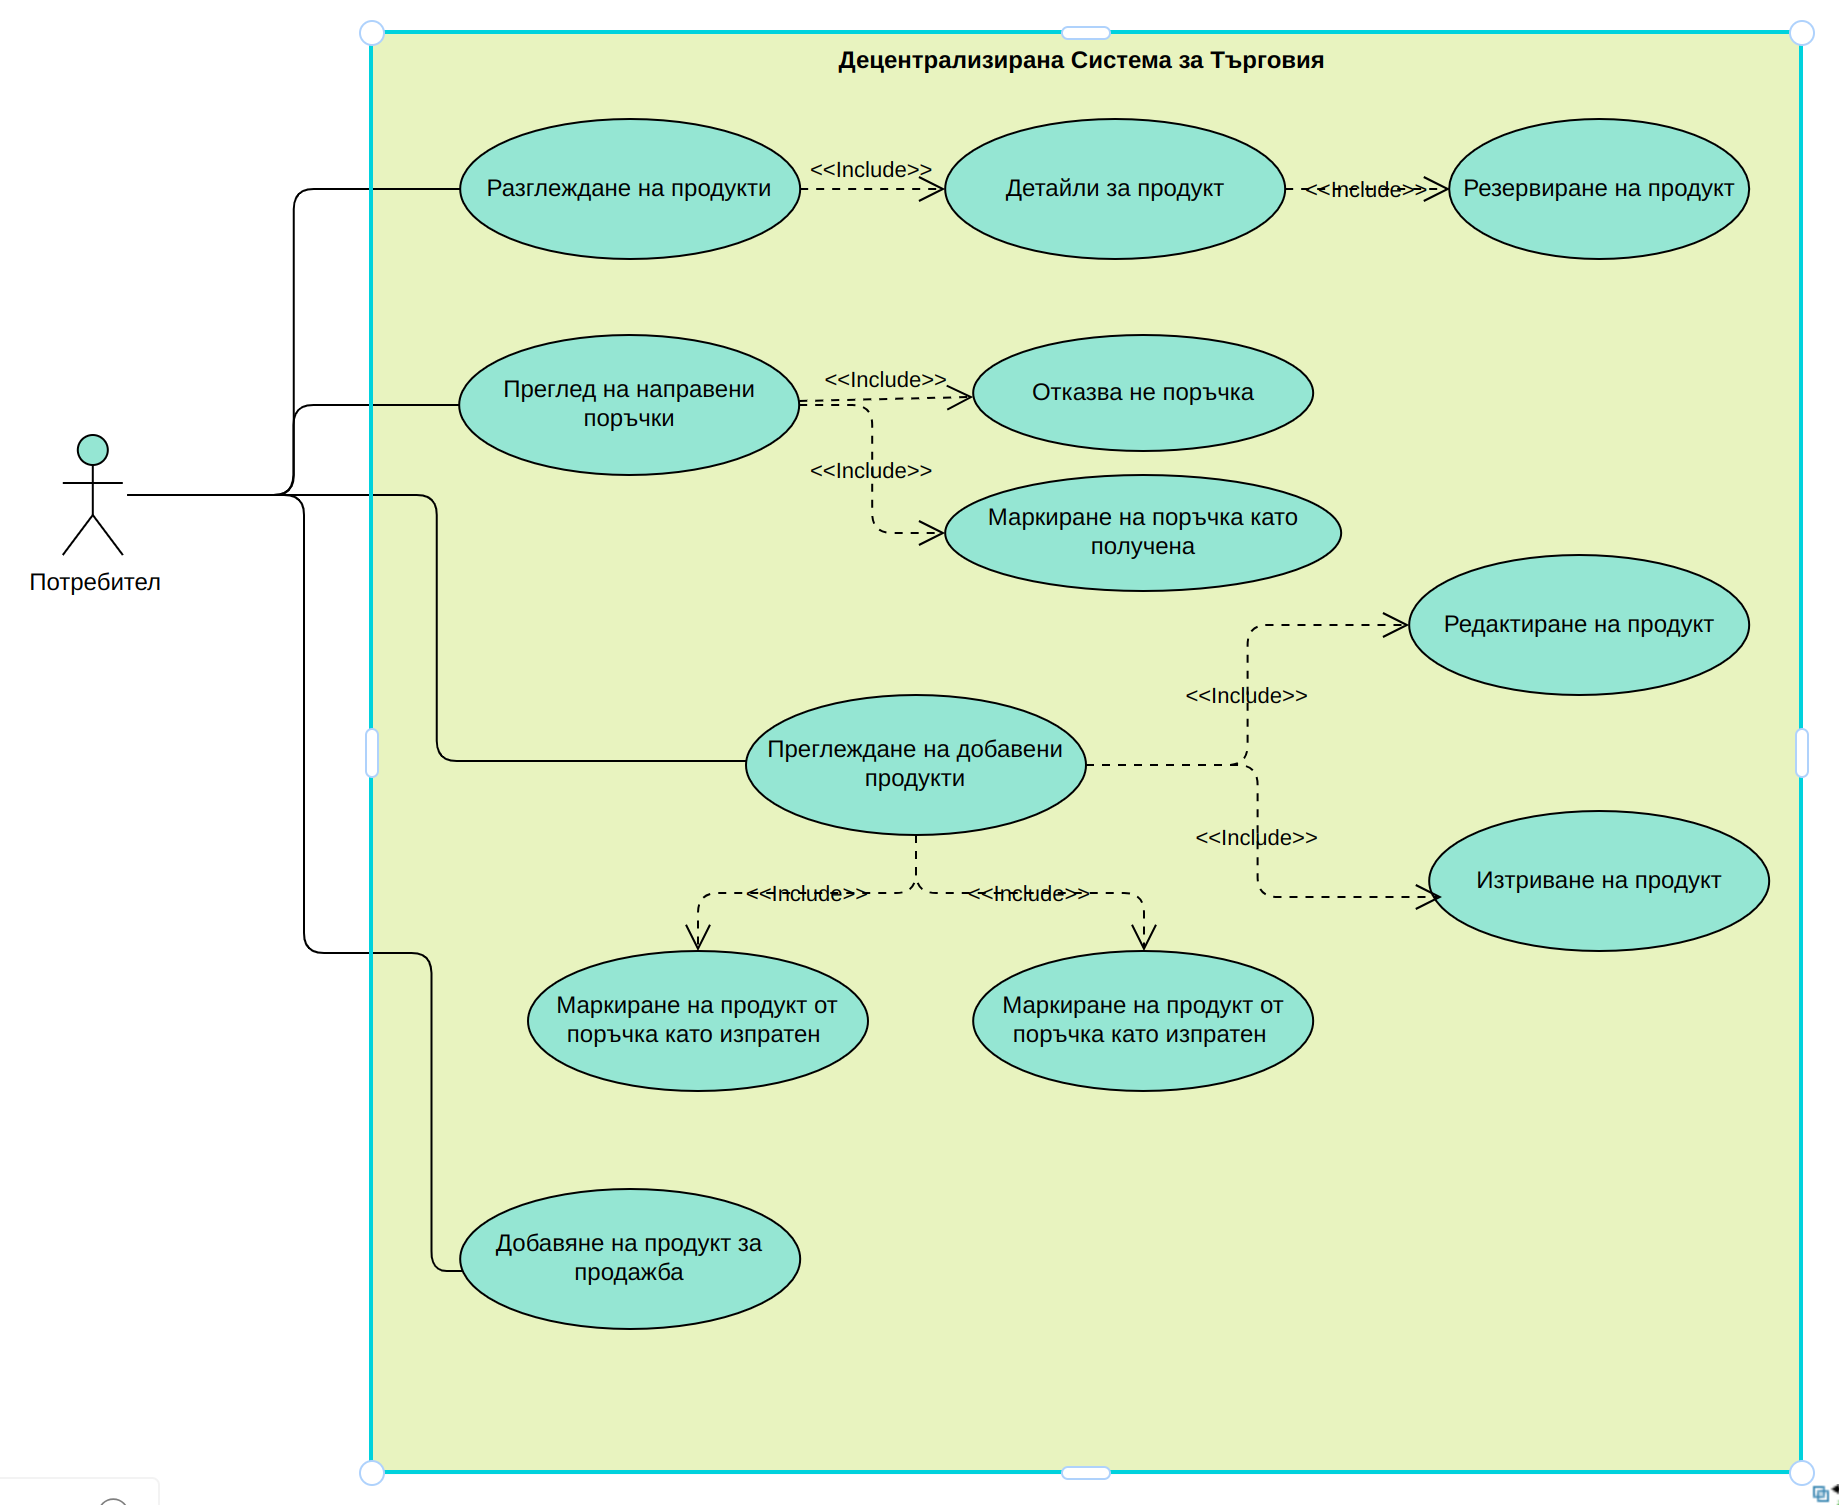 Децентрализирана Система за Търговия
Разглеждане на продукти
<<Include>>
Детайли за продукт
<<Include>>
Резервиране на продукт
Преглед на направени
поръчки
<<Include>>
Отказва не поръчка
<<Include>>
Маркиране на поръчка като
получена
Потребител
Редактиране на продукт
<<Include>>
Преглеждане на добавени
продукти
<<Include>>
Изтриване на продукт
<<Include>>
<<Include>>
Маркиране на продукт от
поръчка като изпратен
Маркиране на продукт от
поръчка като изпратен
Добавяне на продукт за
продажба